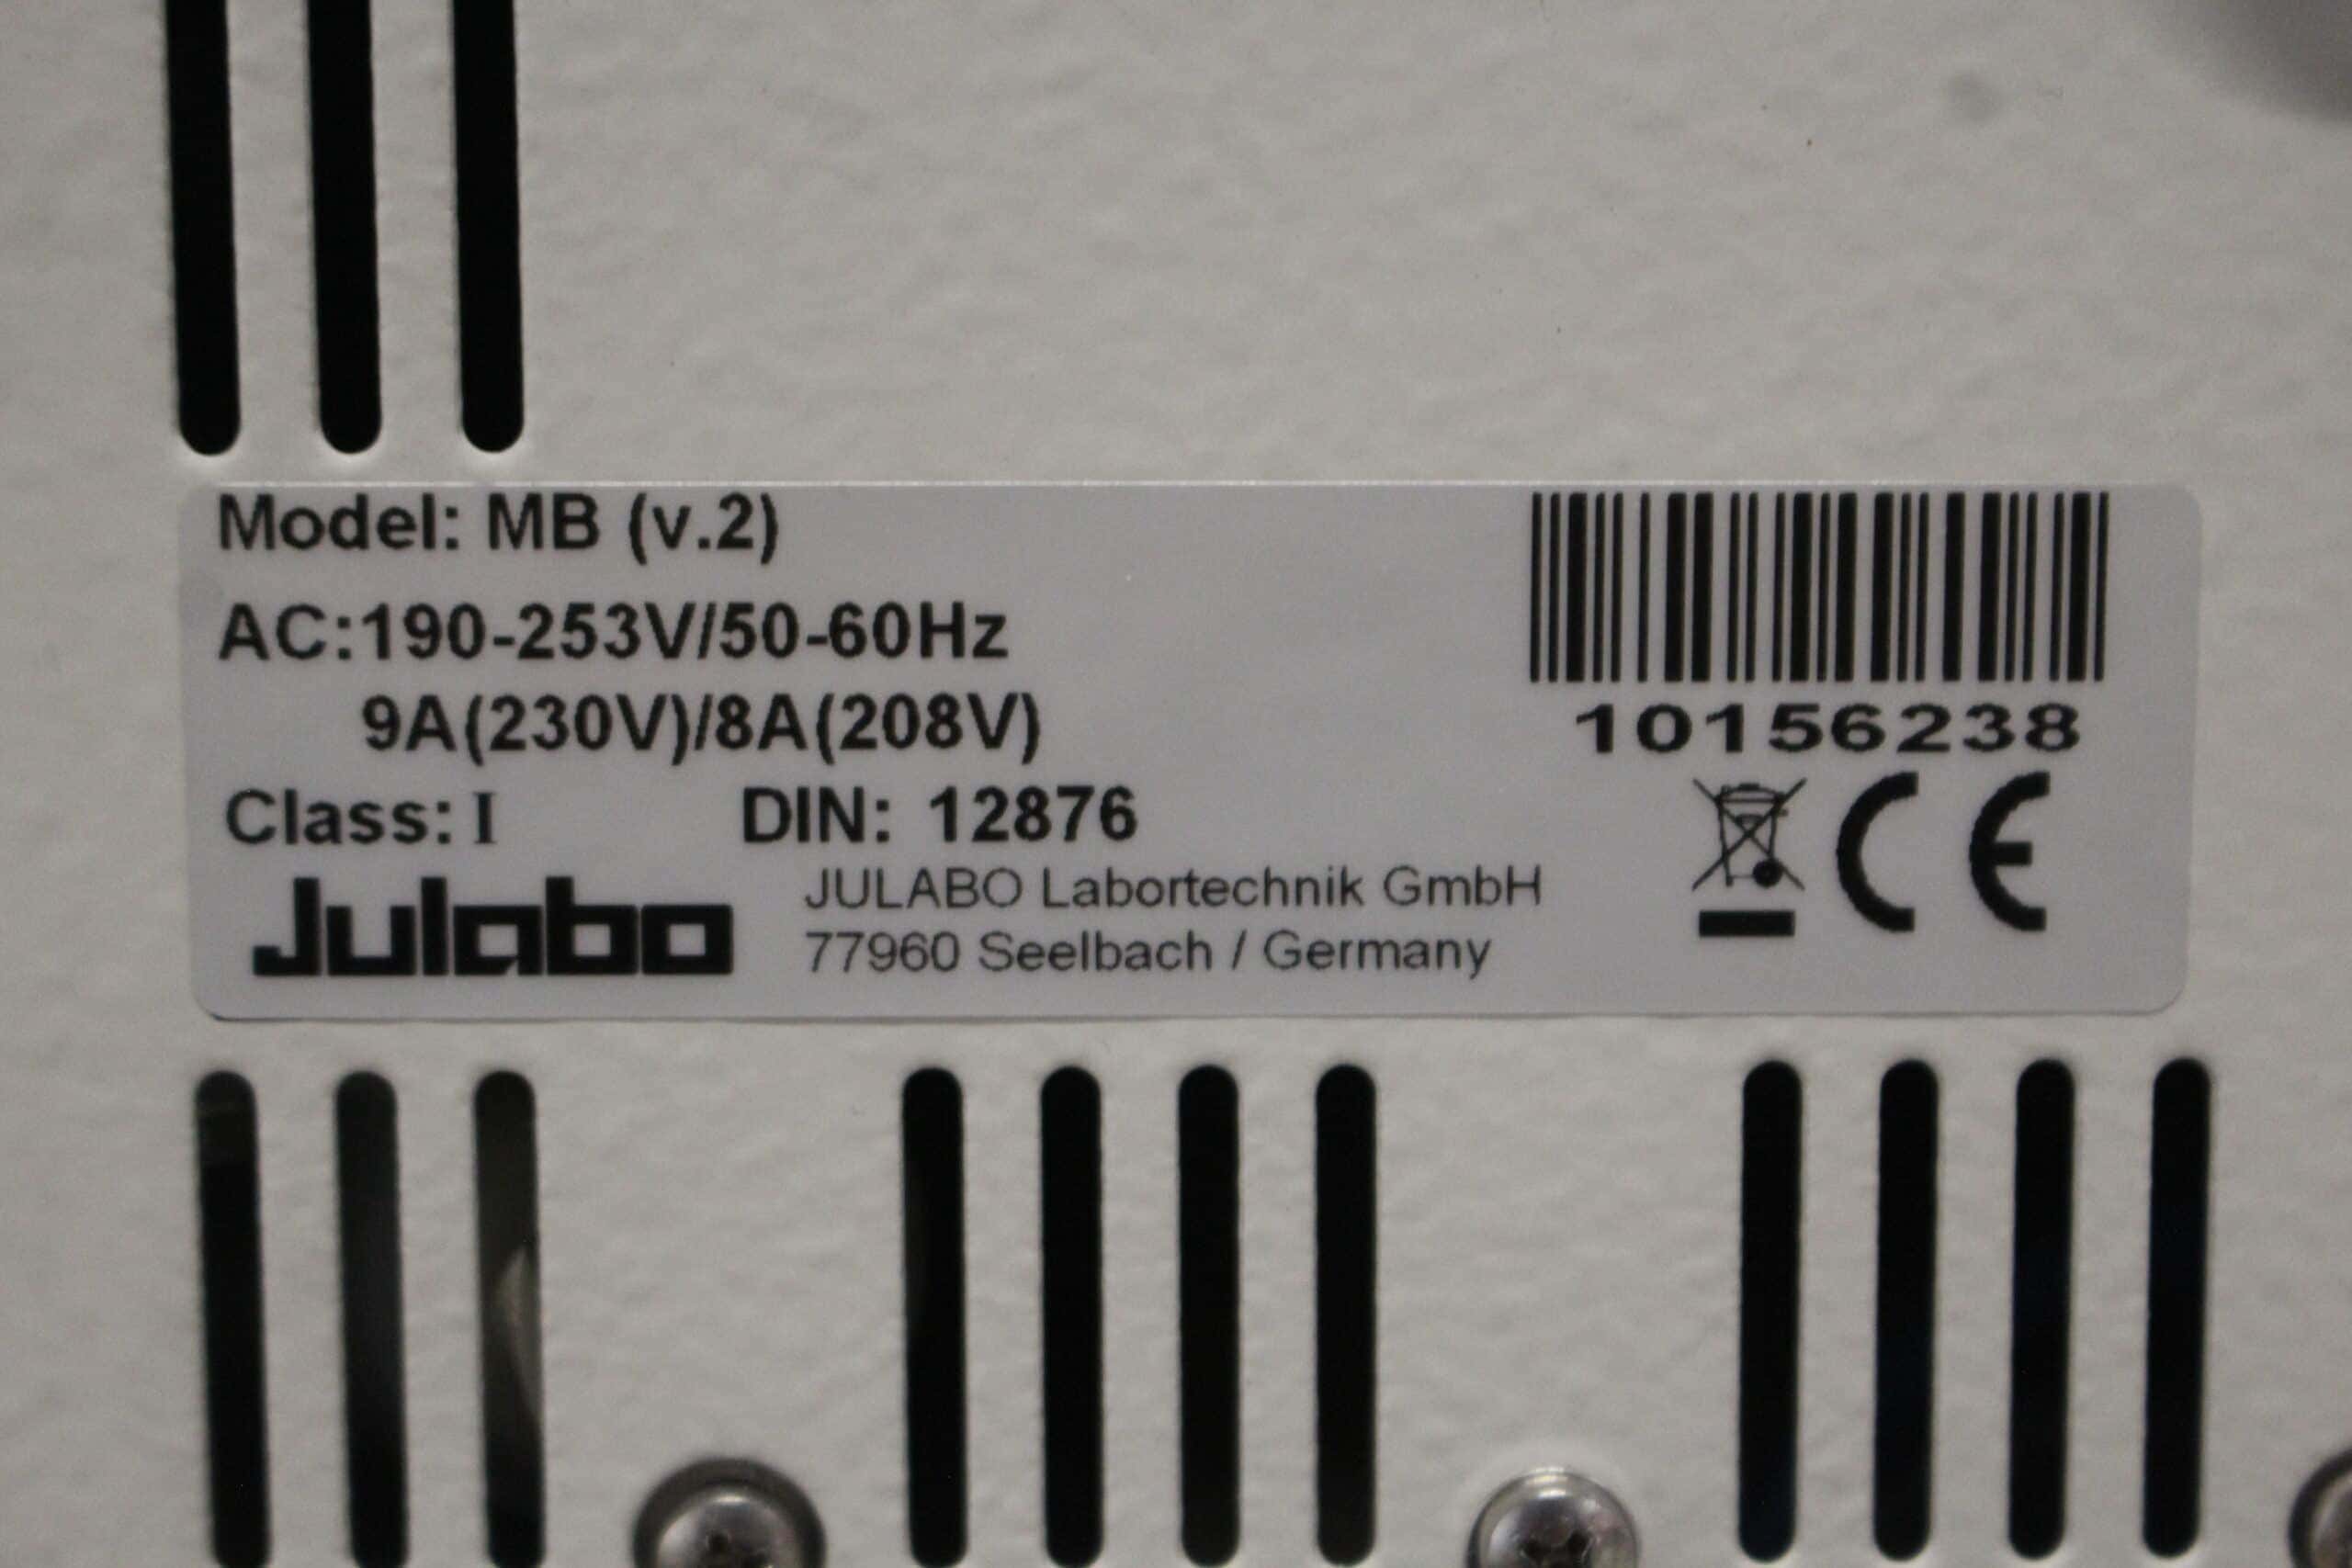 Model: MB (v.2)
AC:190-253V/50-60Hz
9A(230V)/8A(208V)
Class: I DIN: 12876
Julabo
JULABO Labortechnik GmbH
77960 Seelbach / Germany
10156238
CE